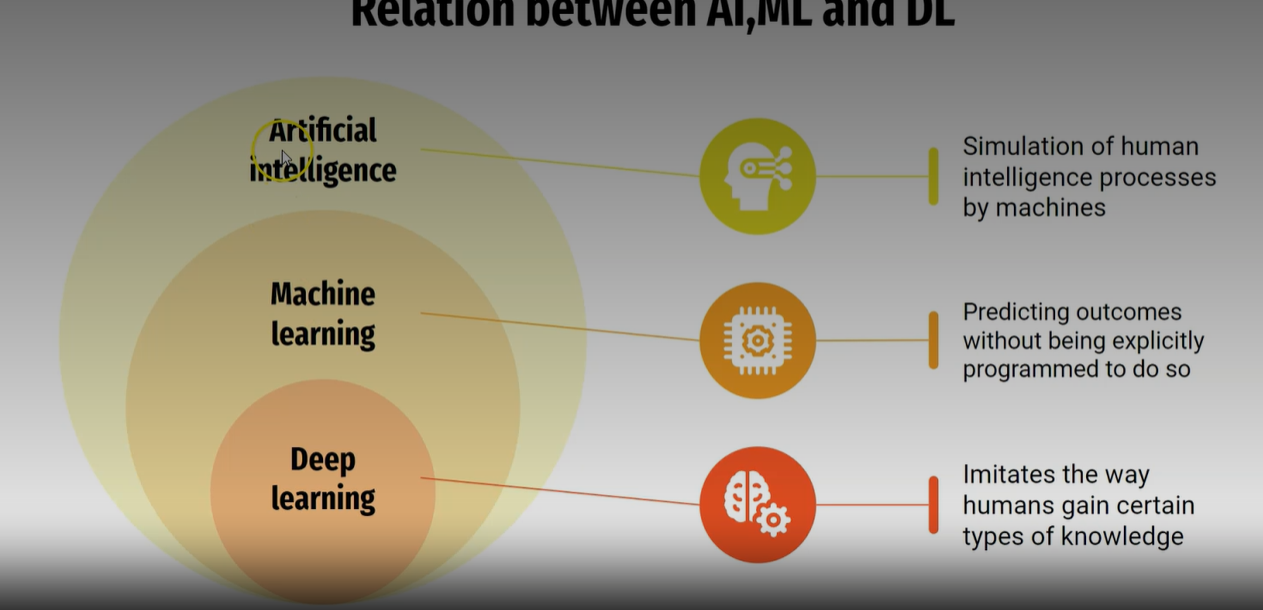 Relation between AI,ML and DL
Artificial
intelligence
Simulation of human
intelligence processes
by machines
Machine
learning
Predicting outcomes
without being explicitly
programmed to do so
Deep
learning
Imitates the way
humans gain certain
types of knowledge